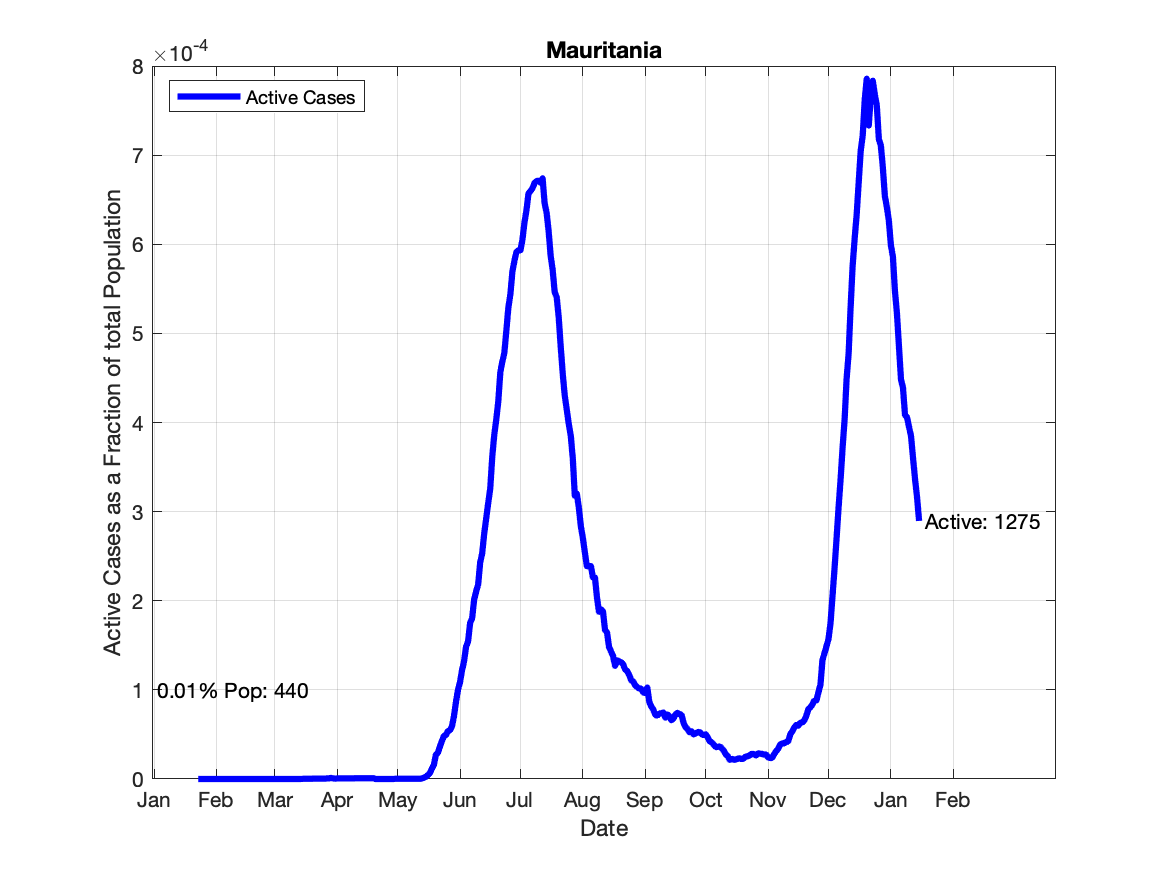 Mauritania
×10⁻⁴
Active Cases
8
7
6
5
4
3
2
1
0
Active Cases as a Fraction of total Population
0.01% Pop: 440
Active: 1275
Jan Feb Mar Apr May Jun Jul Aug Sep Oct Nov Dec Jan Feb
Date